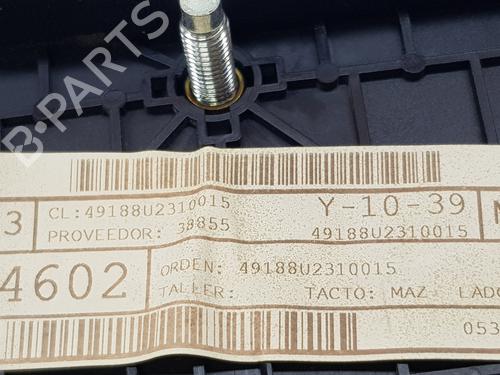 B-PARTS
3
CL:49188U2310015
Y-10-39
PROVEEDOR: 38855
49188U2310015
4602
ORDEN: 49188U2310015
TALLER:
TACTO: MAZ LADO
053